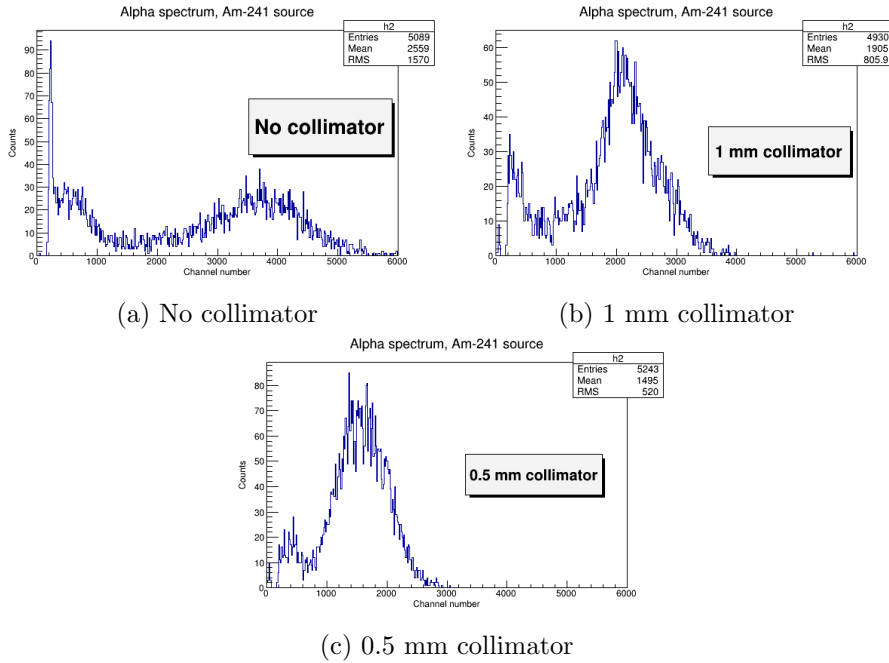 Alpha spectrum, Am-241 source
h2
Entries 5089
Mean 2559
RMS 1570
No collimator
Counts
90
80
70
60
50
40
30
20
10
0
0 1000 2000 3000 4000 5000 6000
Channel number
(a) No collimator
Alpha spectrum, Am-241 source
h2
Entries 4930
Mean 1905
RMS 805.9
1 mm collimator
Counts
60
50
40
30
20
10
0
0 1000 2000 3000 4000 5000 6000
Channel number
(b) 1 mm collimator
Alpha spectrum, Am-241 source
h2
Entries 5243
Mean 1495
RMS 520
0.5 mm collimator
Counts
80
70
60
50
40
30
20
10
0
0 1000 2000 3000 4000 5000 6000
Channel number
(c) 0.5 mm collimator